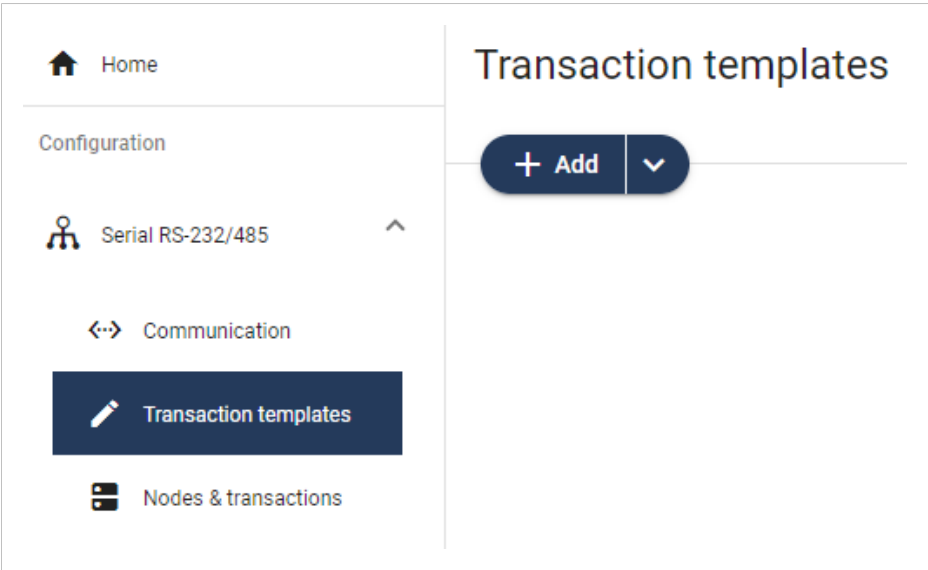 Home
Configuration
Serial RS-232/485
Communication
Transaction templates
Nodes & transactions
Transaction templates
Add